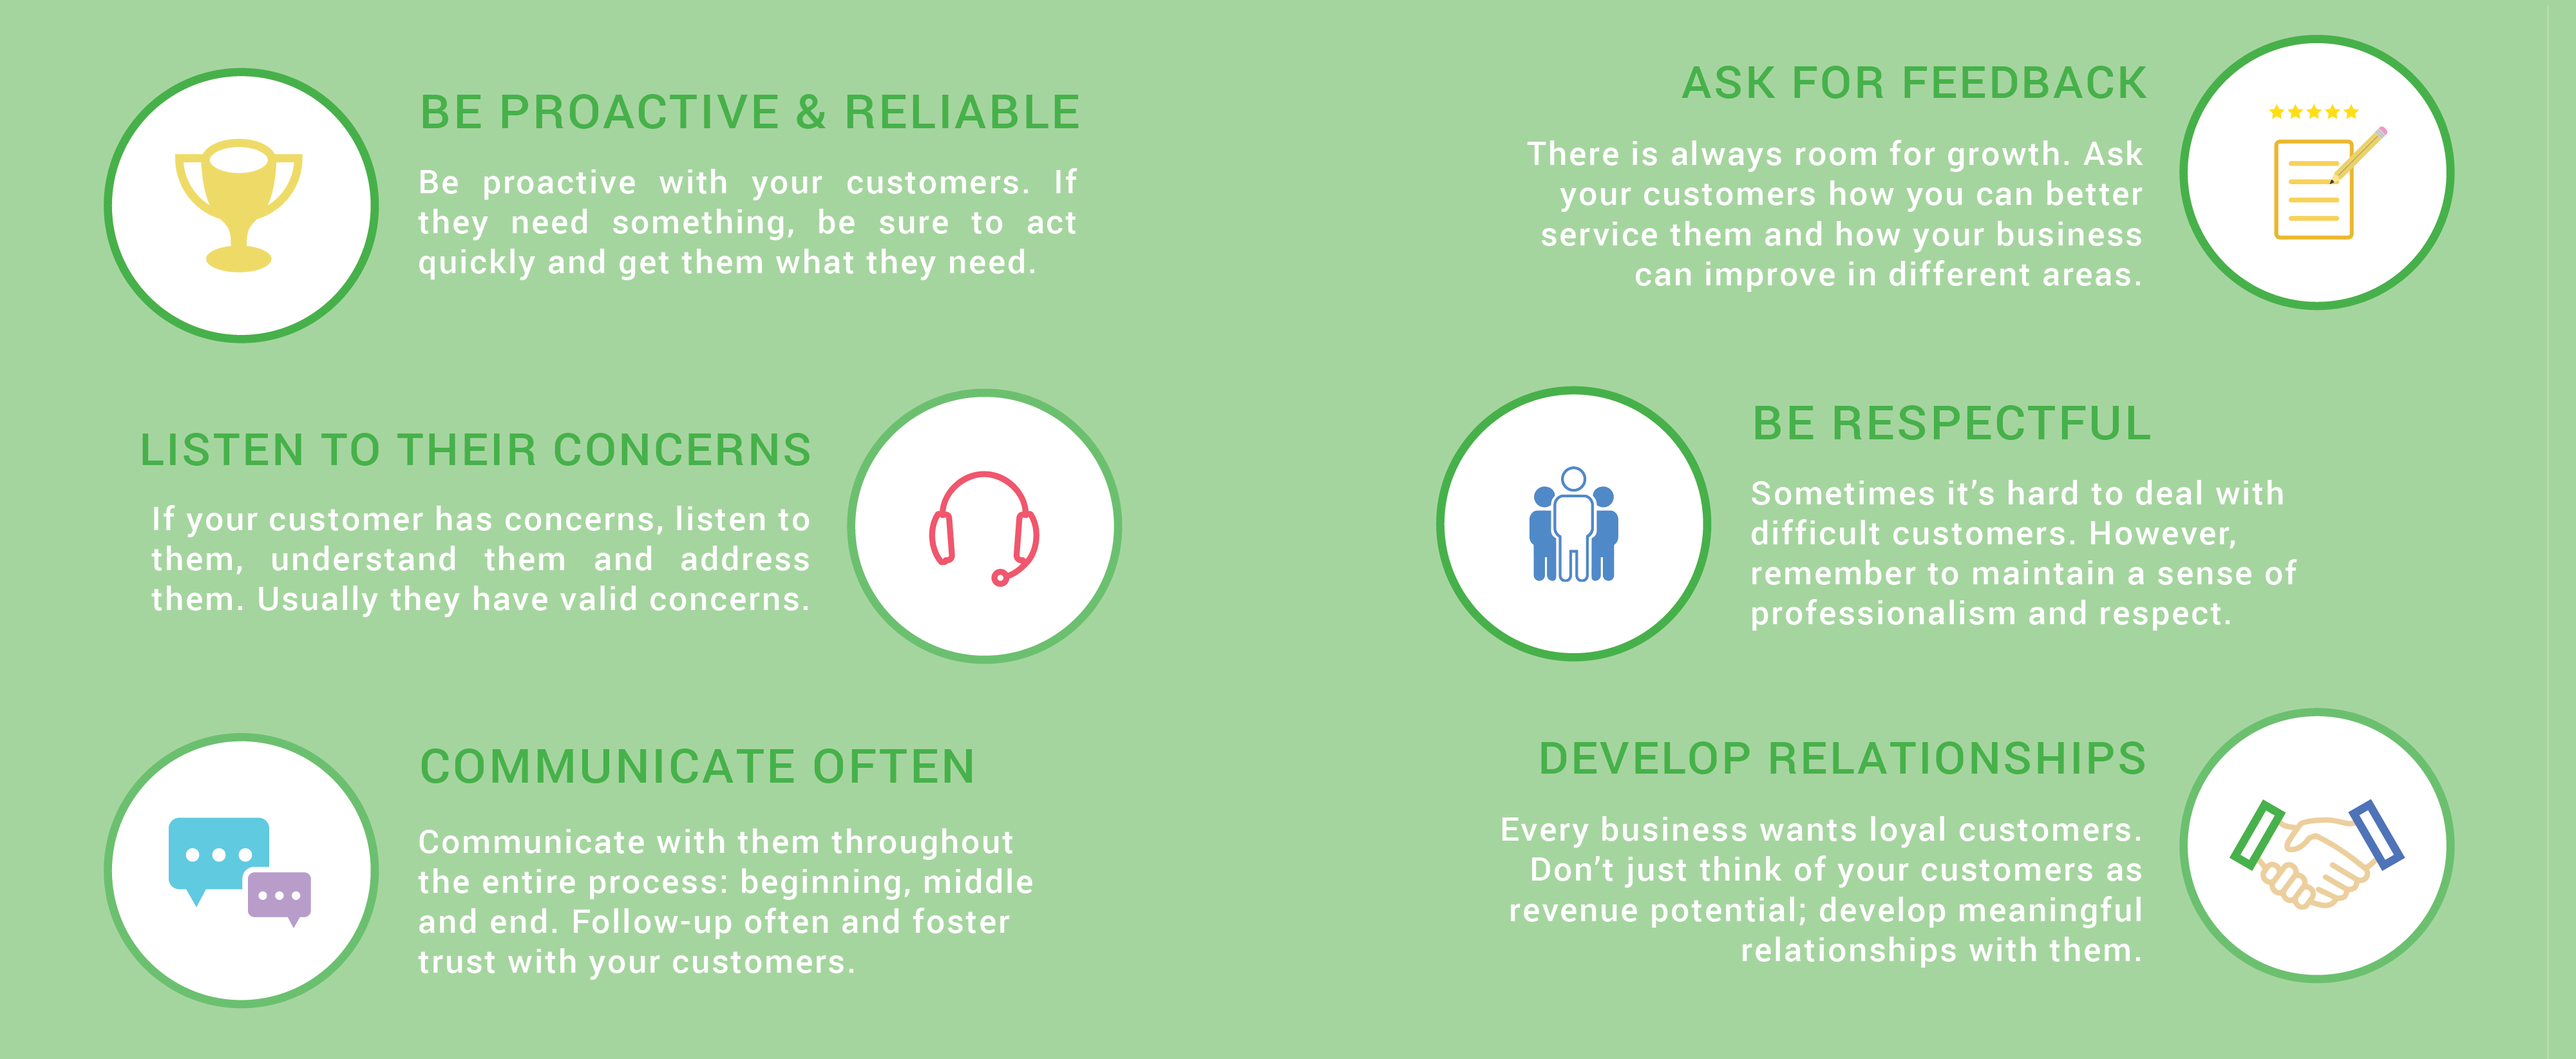 BE PROACTIVE & RELIABLE
Be proactive with your customers. If
they need something, be sure to act
quickly and get them what they need.
LISTEN TO THEIR CONCERNS
If your customer has concerns, listen to
them, understand them and address
them. Usually they have valid concerns.
COMMUNICATE OFTEN
Communicate with them throughout
the entire process: beginning, middle
and end. Follow-up often and foster
trust with your customers.
ASK FOR FEEDBACK
There is always room for growth. Ask
your customers how you can better
service them and how your business
can improve in different areas.
BE RESPECTFUL
Sometimes it’s hard to deal with
difficult customers. However,
remember to maintain a sense of
professionalism and respect.
DEVELOP RELATIONSHIPS
Every business wants loyal customers.
Don’t just think of your customers as
revenue potential; develop meaningful
relationships with them.